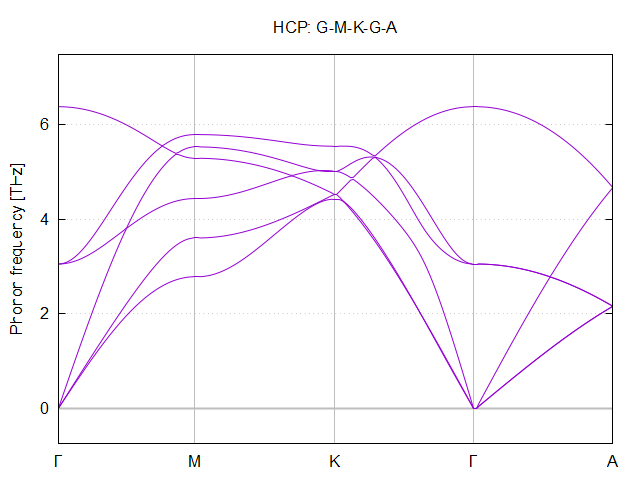 HCP: G-M-K-G-A
Phonon frequency [THz]
6
4
2
0
Γ M K Γ A